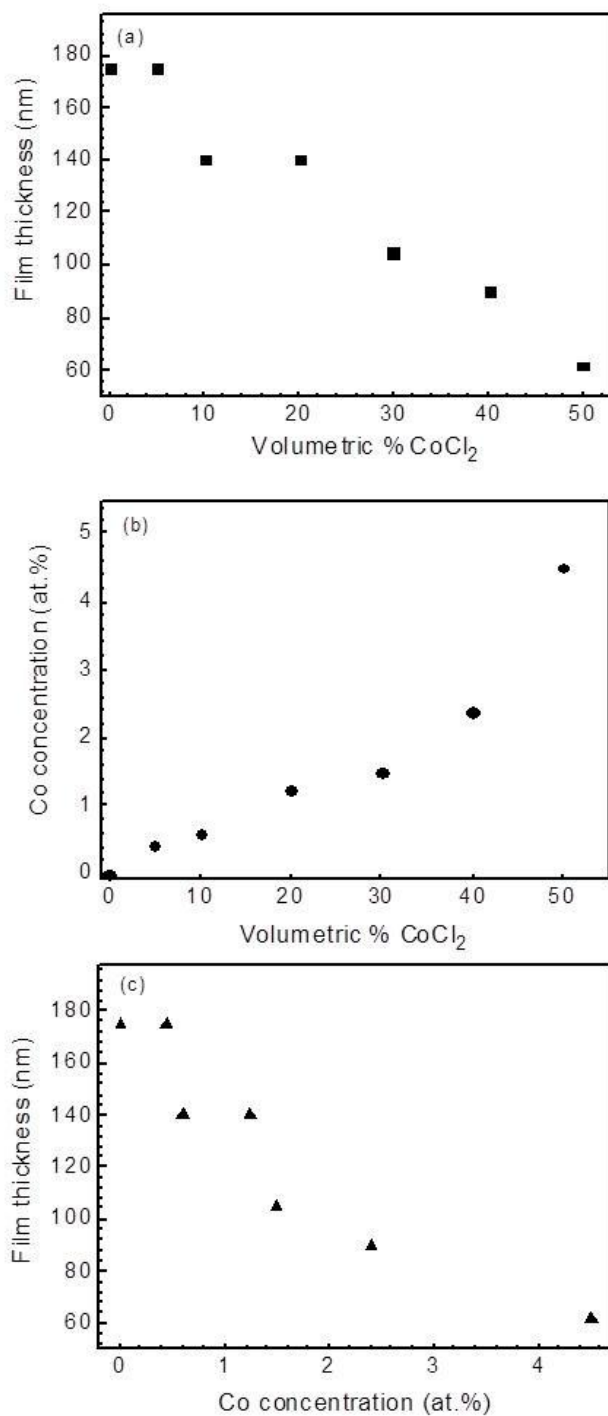 (a)
180
160
140
120
100
80
60
Film thickness (nm)
0 10 20 30 40 50
Volumetric % CoCl₂
(b)
5
4
3
2
1
0
Co concentration (at.%)
0 10 20 30 40 50
Volumetric % CoCl₂
(c)
180
160
140
120
100
80
60
Film thickness (nm)
0 1 2 3 4
Co concentration (at.%)